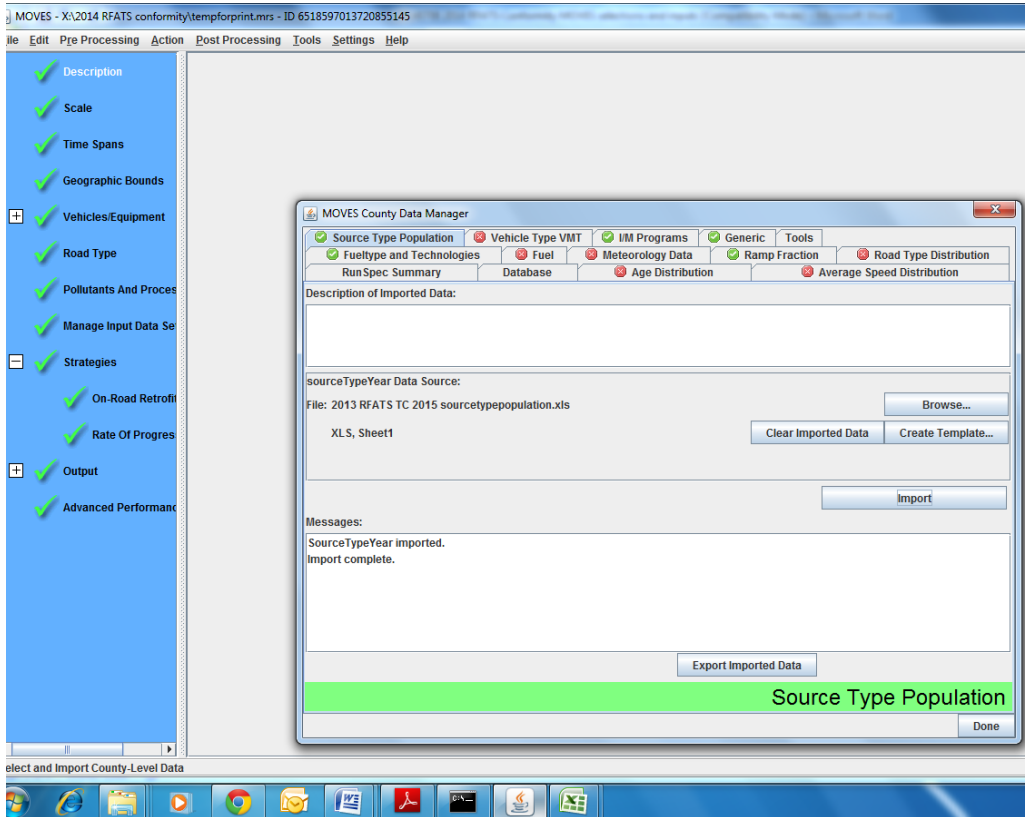 MOVES - X:\2014 RFATS conformity\tempforprint.mrs - ID 6518597013720855145
ile Edit Pre Processing Action Post Processing Tools Settings Help
Description
Scale
Time Spans
Geographic Bounds
Vehicles/Equipment
Road Type
Pollutants And Proces
Manage Input Data Se
Strategies
On-Road Retrofit
Rate Of Progres
Output
Advanced Performanc
MOVES County Data Manager
Source Type Population Vehicle Type VMT I/M Programs Generic Tools
Fueltype and Technologies Fuel Meteorology Data Ramp Fraction Road Type Distribution
RunSpec Summary Database Age Distribution Average Speed Distribution
Description of Imported Data:
sourceTypeYear Data Source:
File: 2013 RFATS TC 2015 sourcetypepopulation.xls Browse...
XLS, Sheet1 Clear Imported Data Create Template...
Import
Messages:
SourceTypeYear imported.
Import complete.
Export Imported Data
Source Type Population
Done
elect and Import County-Level Data